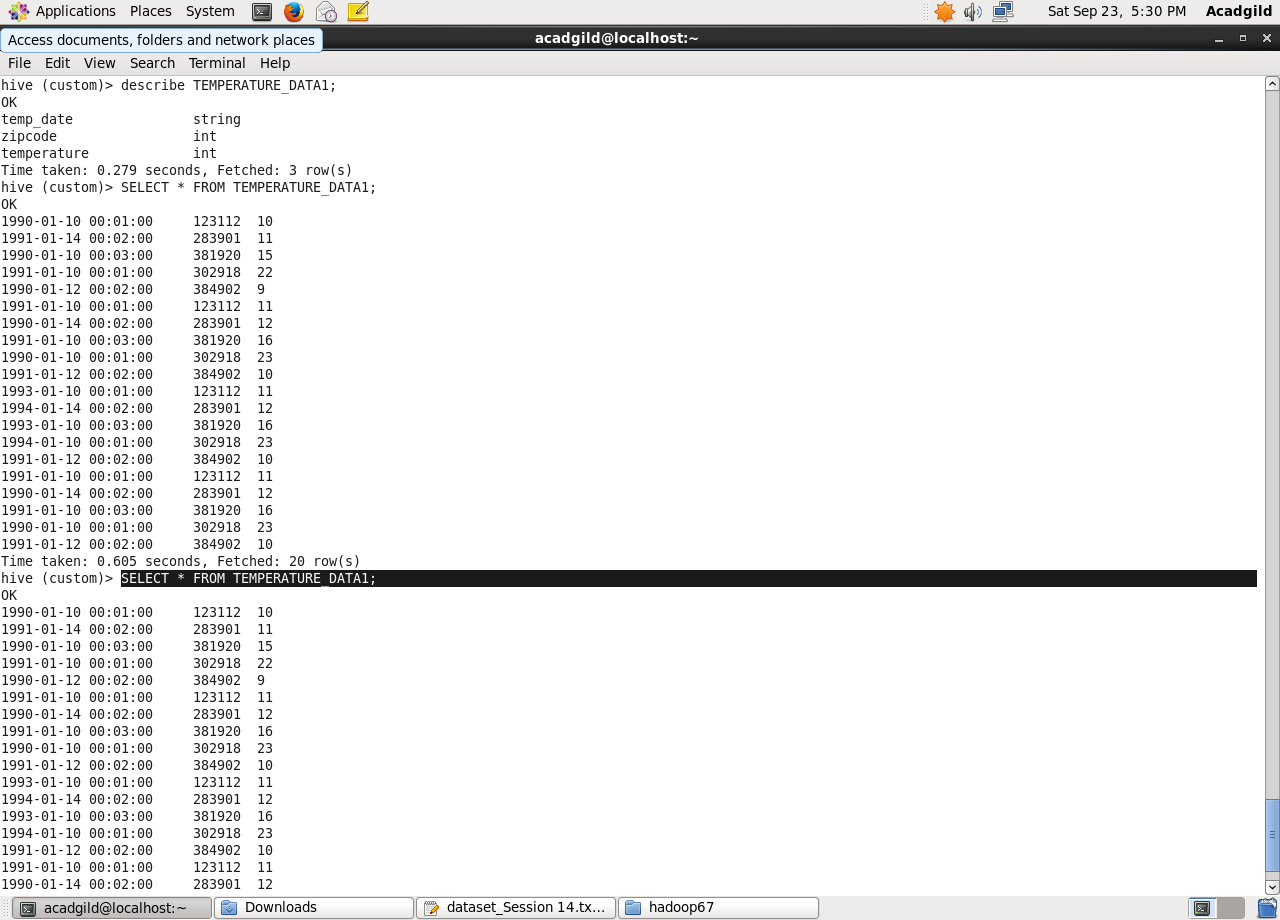 Applications Places System Sat Sep 23, 5:30 PM Acadgild
Access documents, folders and network places
acadgild@localhost:~
File Edit View Search Terminal Help
hive (custom)> describe TEMPERATURE_DATA1;
OK
temp_date string
zipcode int
temperature int
Time taken: 0.279 seconds, Fetched: 3 row(s)
hive (custom)> SELECT * FROM TEMPERATURE_DATA1;
OK
1990-01-10 00:01:00 123112 10
1991-01-14 00:02:00 283901 11
1990-01-10 00:03:00 381920 15
1991-01-10 00:01:00 302918 22
1990-01-12 00:02:00 384902 9
1991-01-10 00:01:00 123112 11
1990-01-14 00:02:00 283901 12
1991-01-10 00:03:00 381920 16
1990-01-10 00:01:00 302918 23
1991-01-12 00:02:00 384902 10
1993-01-10 00:01:00 123112 11
1994-01-14 00:02:00 283901 12
1993-01-10 00:03:00 381920 16
1994-01-10 00:01:00 302918 23
1991-01-12 00:02:00 384902 10
1991-01-10 00:01:00 123112 11
1990-01-14 00:02:00 283901 12
1991-01-10 00:03:00 381920 16
1990-01-10 00:01:00 302918 23
1991-01-12 00:02:00 384902 10
Time taken: 0.605 seconds, Fetched: 20 row(s)
hive (custom)> SELECT * FROM TEMPERATURE_DATA1;
OK
1990-01-10 00:01:00 123112 10
1991-01-14 00:02:00 283901 11
1990-01-10 00:03:00 381920 15
1991-01-10 00:01:00 302918 22
1990-01-12 00:02:00 384902 9
1991-01-10 00:01:00 123112 11
1990-01-14 00:02:00 283901 12
1991-01-10 00:03:00 381920 16
1990-01-10 00:01:00 302918 23
1991-01-12 00:02:00 384902 10
1993-01-10 00:01:00 123112 11
1994-01-14 00:02:00 283901 12
1993-01-10 00:03:00 381920 16
1994-01-10 00:01:00 302918 23
1991-01-12 00:02:00 384902 10
1991-01-10 00:01:00 123112 11
1990-01-14 00:02:00 283901 12
acadgild@localhost:~ Downloads dataset_Session 14.tx... hadoop67